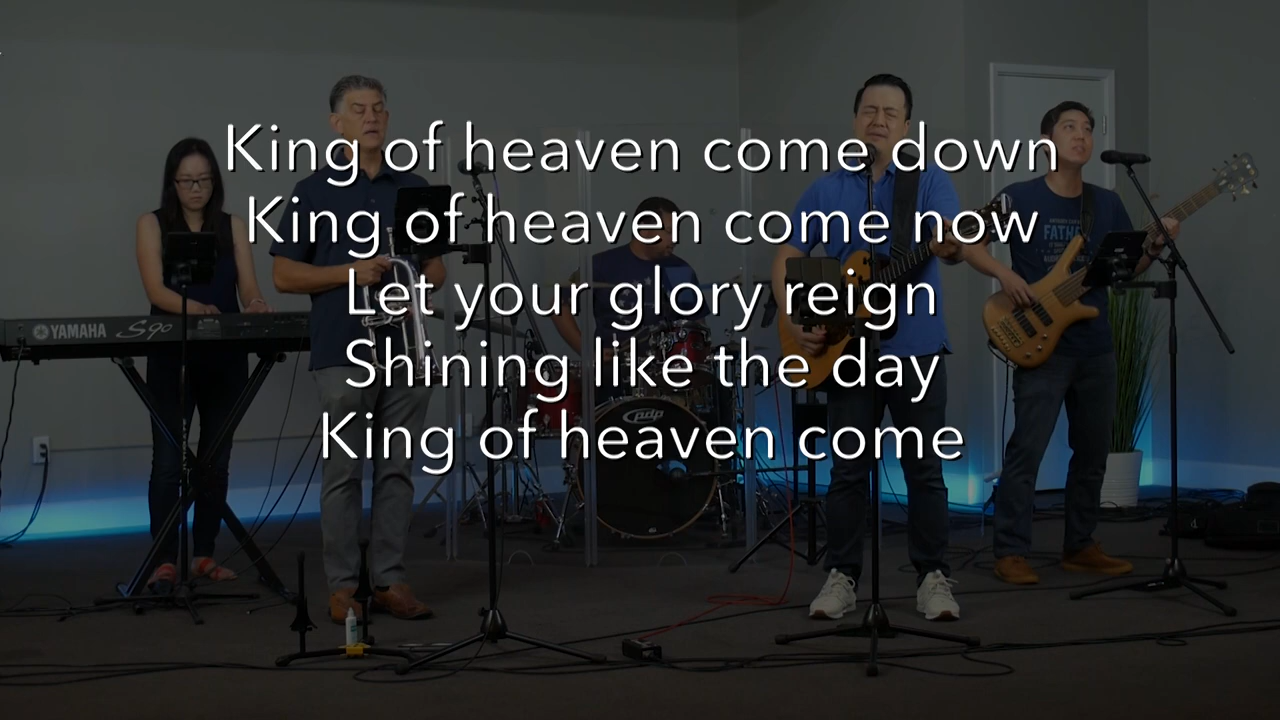 King of heaven come down
King of heaven come now
Let your glory reign
Shining like the day
King of heaven come
YAMAHA S90
pdp
FATHE